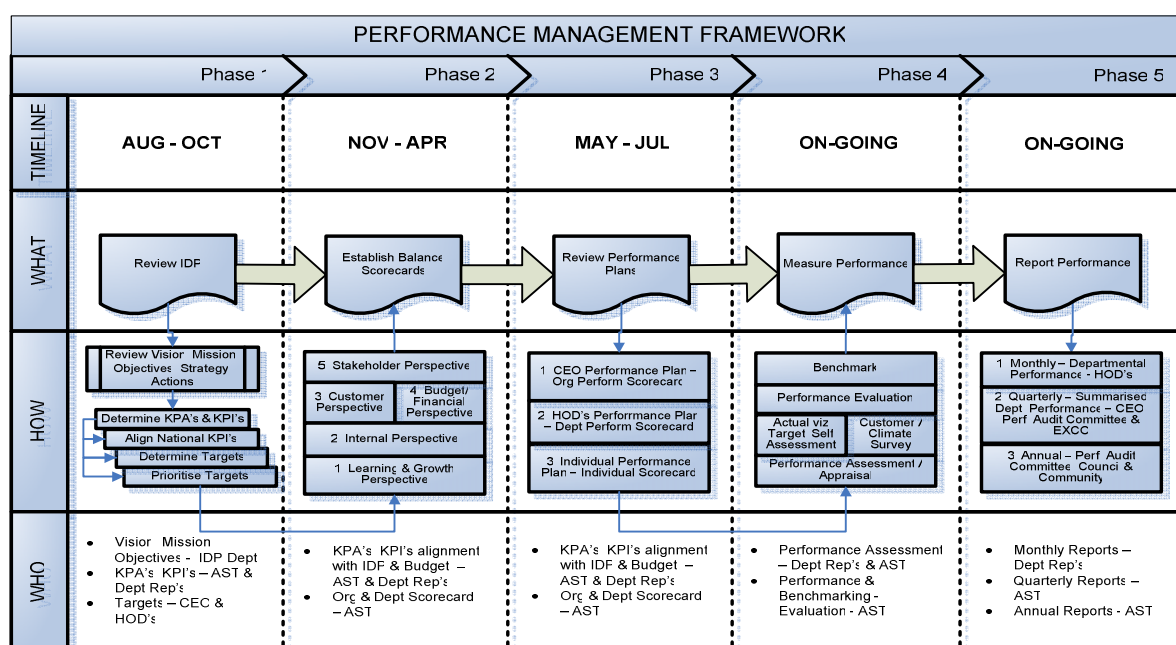 PERFORMANCE MANAGEMENT FRAMEWORK
Phase 1
Phase 2
Phase 3
Phase 4
Phase 5
TIMELINE
AUG - OCT
NOV - APR
MAY - JUL
ON-GOING
ON-GOING
WHAT
Review IDF
Establish Balance
Scorecards
Review Performance
Plans
Measure Performance
Report Performance
HOW
Review Visior Mission
Objectives Strategy
Actions
Determine KPA's & KPI's
Align National KPI's
Determine Targets
Prioritise Targets
5 Stakeholder Perspective
3 Customer
Perspective
4 Budget/
Financial
Perspective
2 Internal Perspective
1 Learning & Growth
Perspective
1 CEO Performance Plan –
Org Perform Scorecard
2 HOD's Performance Plan
– Dept Perform Scorecard
3 Individual Performance
Plan – Individual Scorecard
Benchmark
Performance Evaluation
Actual viz
Target Self
Assessment
Customer /
Climate
Survey
Performance Assessment /
Appraisal
1 Monthly – Departmental
Performance - HOD's
2 Quarterly – Summarised
Dept Performance – CEO
Perf Audit Committee &
EXCC
3 Annual – Perf Audit
Committee Council &
Community
WHO
• Visior Mission
Objectives - IDP Dept
• KPA's KPI's – AST &
Dept Rep's
• Targets – CEC &
HOD's
• KPA's KPI's alignment
with IDF & Budget –
AST & Dept Rep's
• Org & Dept Scorecard
– AST
• KPA's KPI's alignment
with IDF & Budget –
AST & Dept Rep's
• Org & Dept Scorecard
– AST
• Performance Assessment
– Dept Rep's & AST
• Performance &
Benchmarking -
Evaluation - AST
• Monthly Reports –
Dept Rep's
• Quarterly Reports –
AST
• Annual Reports - AST